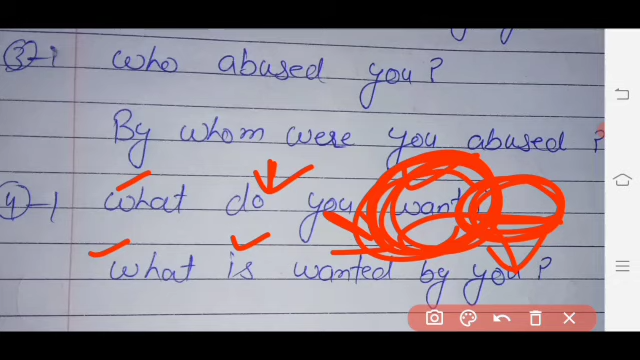 ③-1 who abused you?
By whom were you abused ?
④-1 what do you want
what is wanted by you?